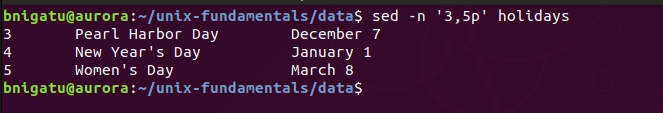 bnigatu@aurora:~/unix-fundamentals/data$ sed -n '3,5p' holidays
3 Pearl Harbor Day December 7
4 New Year's Day January 1
5 Women's Day March 8
bnigatu@aurora:~/unix-fundamentals/data$